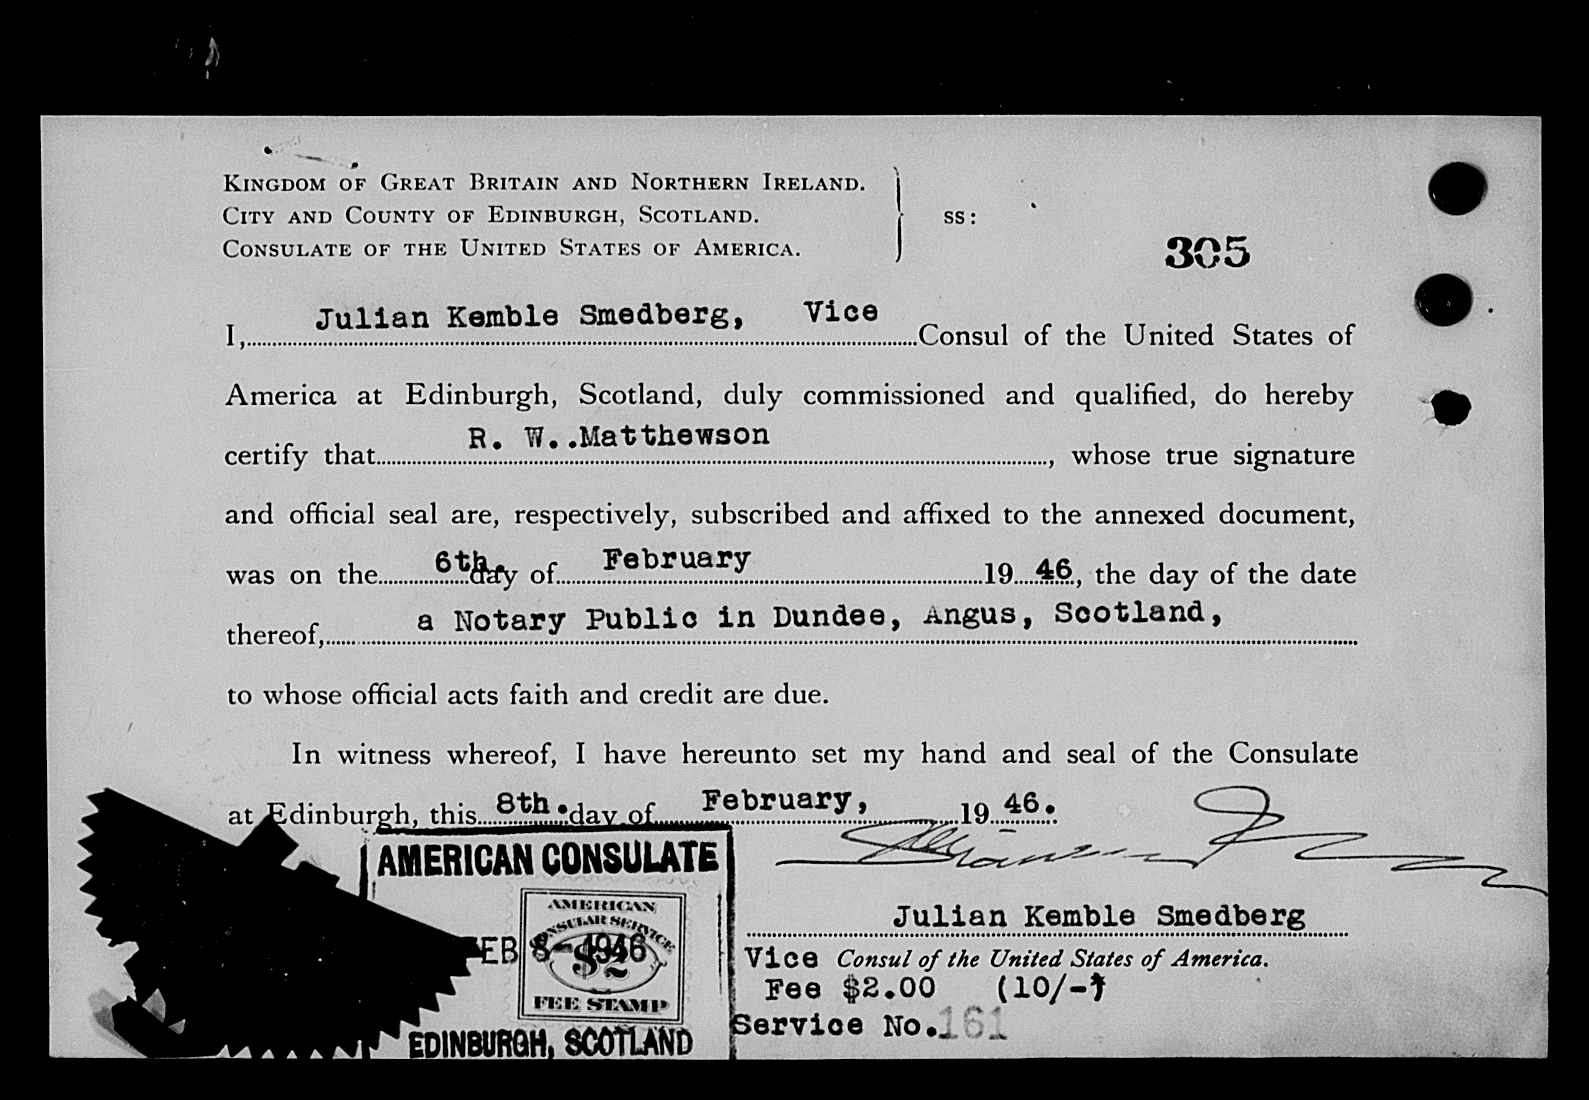 KINGDOM OF GREAT BRITAIN AND NORTHERN IRELAND.
CITY AND COUNTY OF EDINBURGH, SCOTLAND.
CONSULATE OF THE UNITED STATES OF AMERICA.
ss:
305
I, Julian Kemble Smedberg, Vice Consul of the United States of
America at Edinburgh, Scotland, duly commissioned and qualified, do hereby
certify that R. W. .Matthewson, whose true signature
and official seal are, respectively, subscribed and affixed to the annexed document,
was on the 6th. day of February 19 46, the day of the date
thereof, a Notary Public in Dundee, Angus, Scotland,
to whose official acts faith and credit are due.
In witness whereof, I have hereunto set my hand and seal of the Consulate
at Edinburgh, this 8th. day of February, 19 46.
AMERICAN CONSULATE
EB 8- 1946
AMERICAN
CONSULAR SERVICE
$2
FEE STAMP
EDINBURGH, SCOTLAND
Julian Kemble Smedberg
Vice Consul of the United States of America.
Fee $2.00 (10/-)
Service No. 161